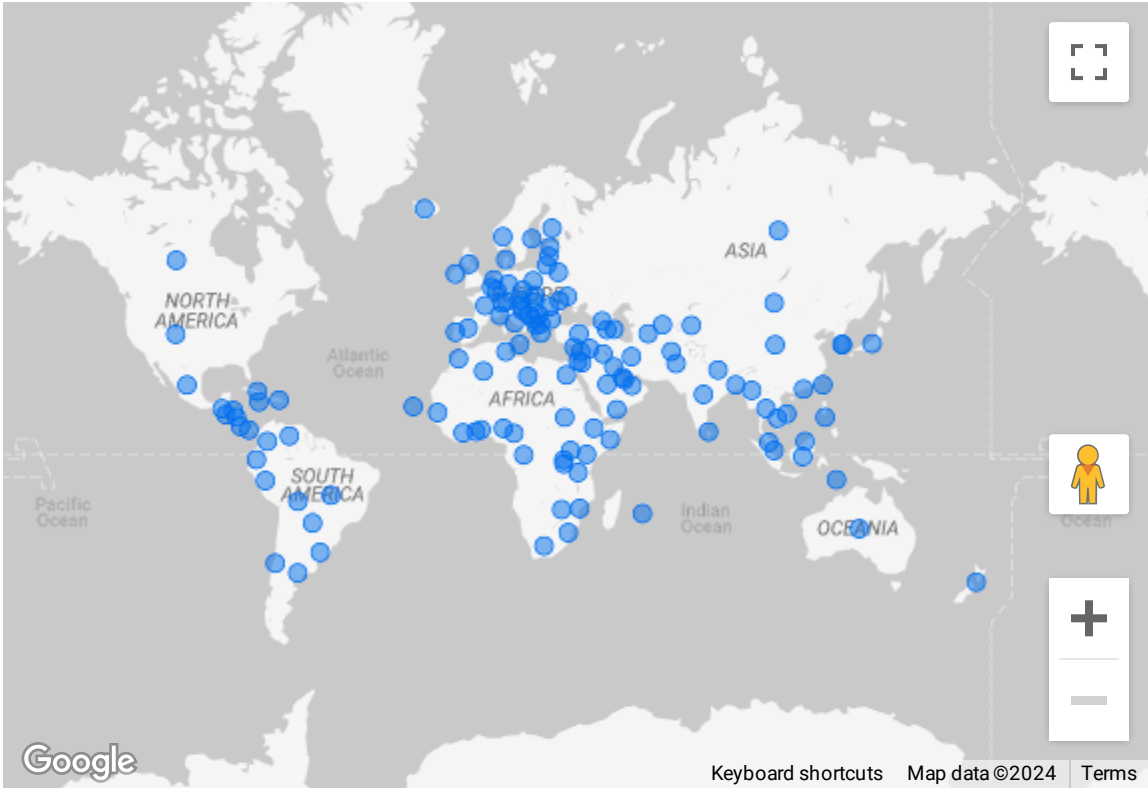 ASIA
NORTH
AMERICA
Atlantic
Ocean
AFRICA
SOUTH
AMERICA
Pacific
Ocean
Indian
Ocean
OCEANIA
Ocean
Google
Keyboard shortcuts
Map data ©2024
Terms